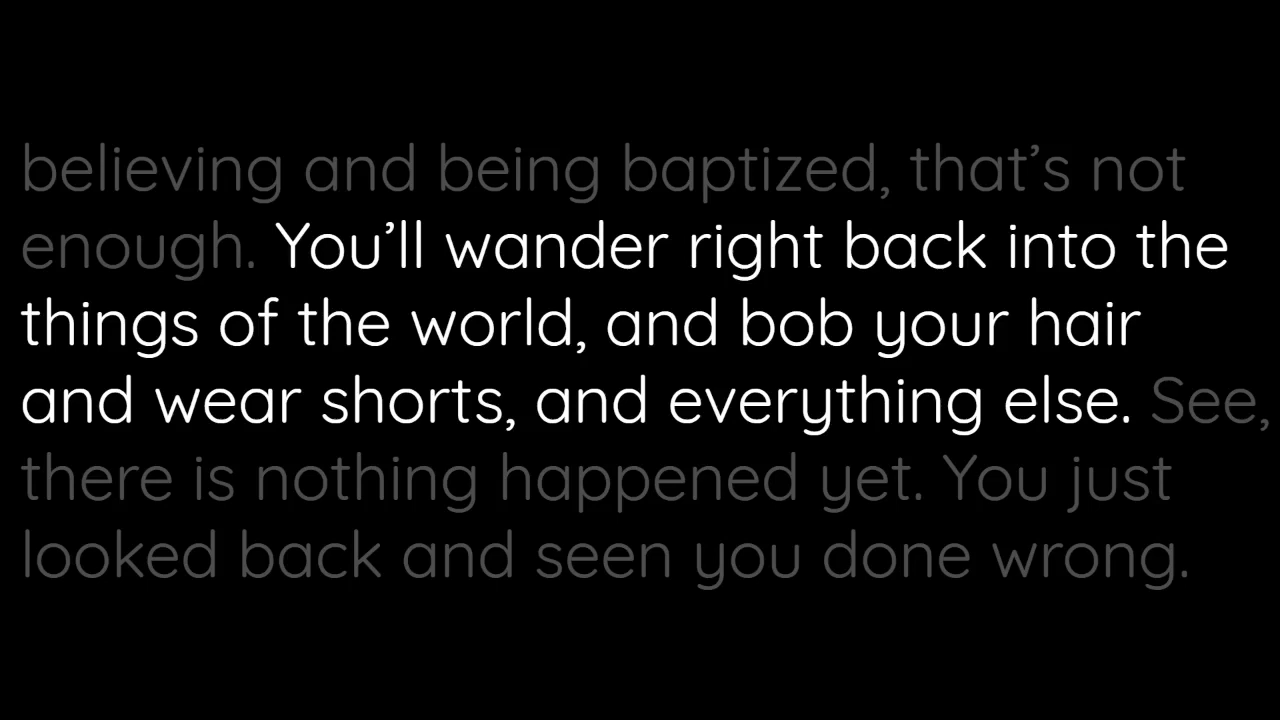 believing and being baptized, that’s not
enough. You’ll wander right back into the
things of the world, and bob your hair
and wear shorts, and everything else. See,
there is nothing happened yet. You just
looked back and seen you done wrong.